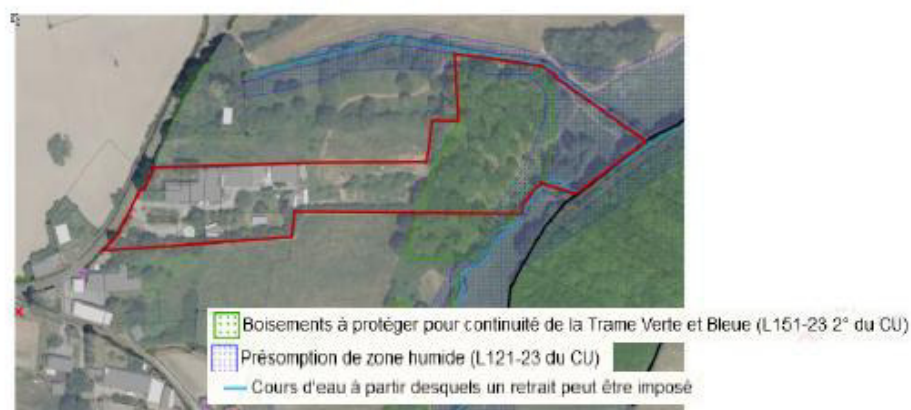 Boisements à protéger pour continuité de la Trame Verte et Bleue (L151-23 2° du CU)
Présomption de zone humide (L121-23 du CU)
Cours d'eau à partir desquels un retrait peut être imposé